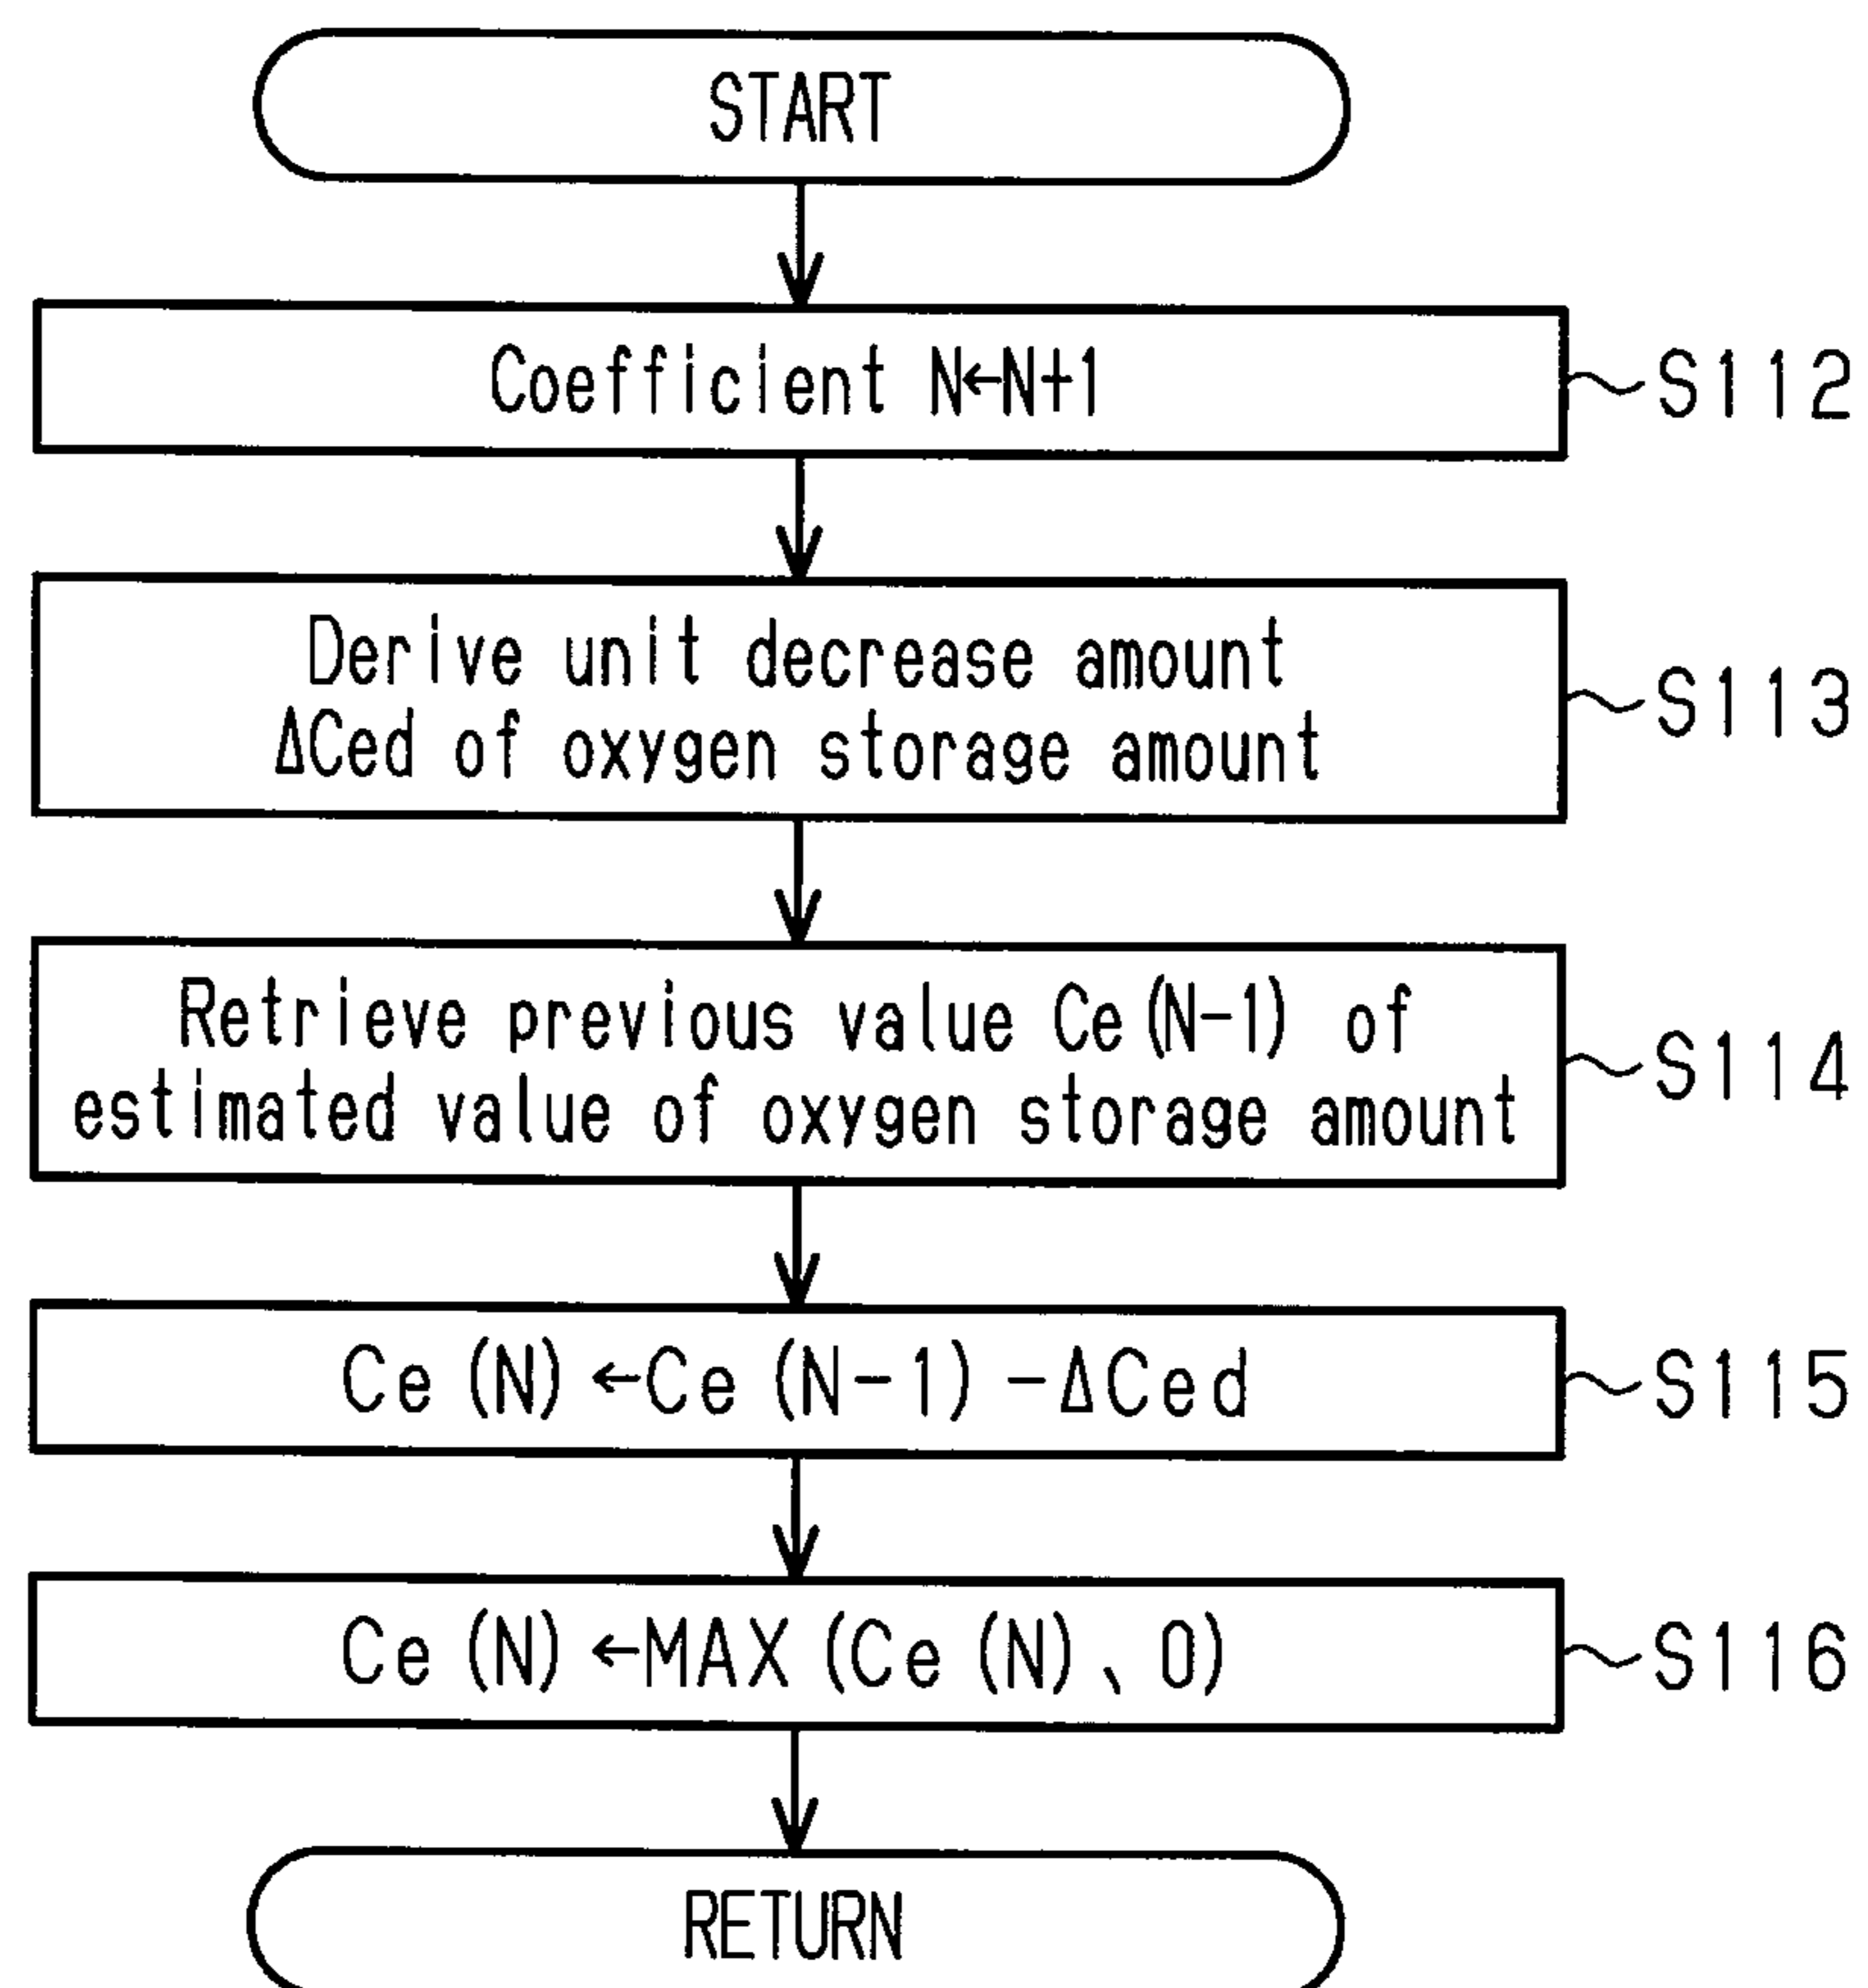 START
Coefficient N←N+1
S112
Derive unit decrease amount
ΔCed of oxygen storage amount
S113
Retrieve previous value Ce(N-1) of
estimated value of oxygen storage amount
S114
Ce(N)←Ce(N-1)-ΔCed
S115
Ce(N)←MAX(Ce(N)、0)
S116
RETURN